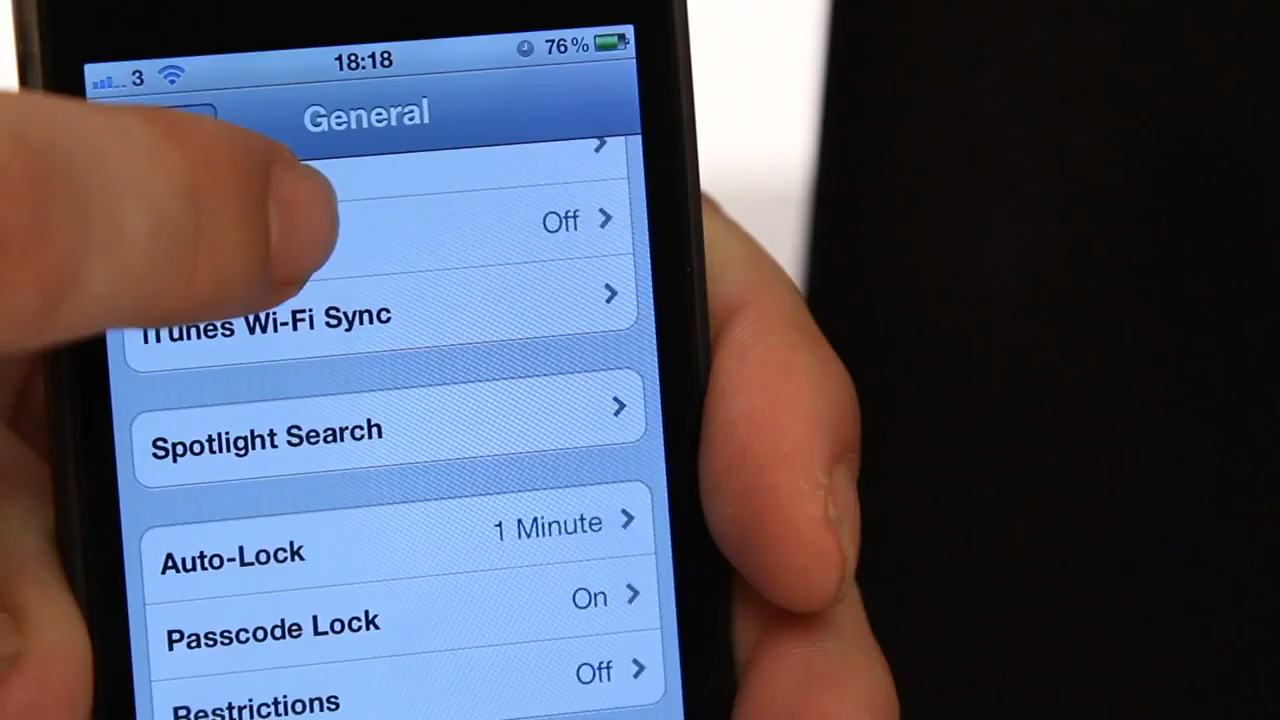 3 18:18 76%
General
Off
iTunes Wi-Fi Sync
Spotlight Search
Auto-Lock 1 Minute
Passcode Lock On
Restrictions Off